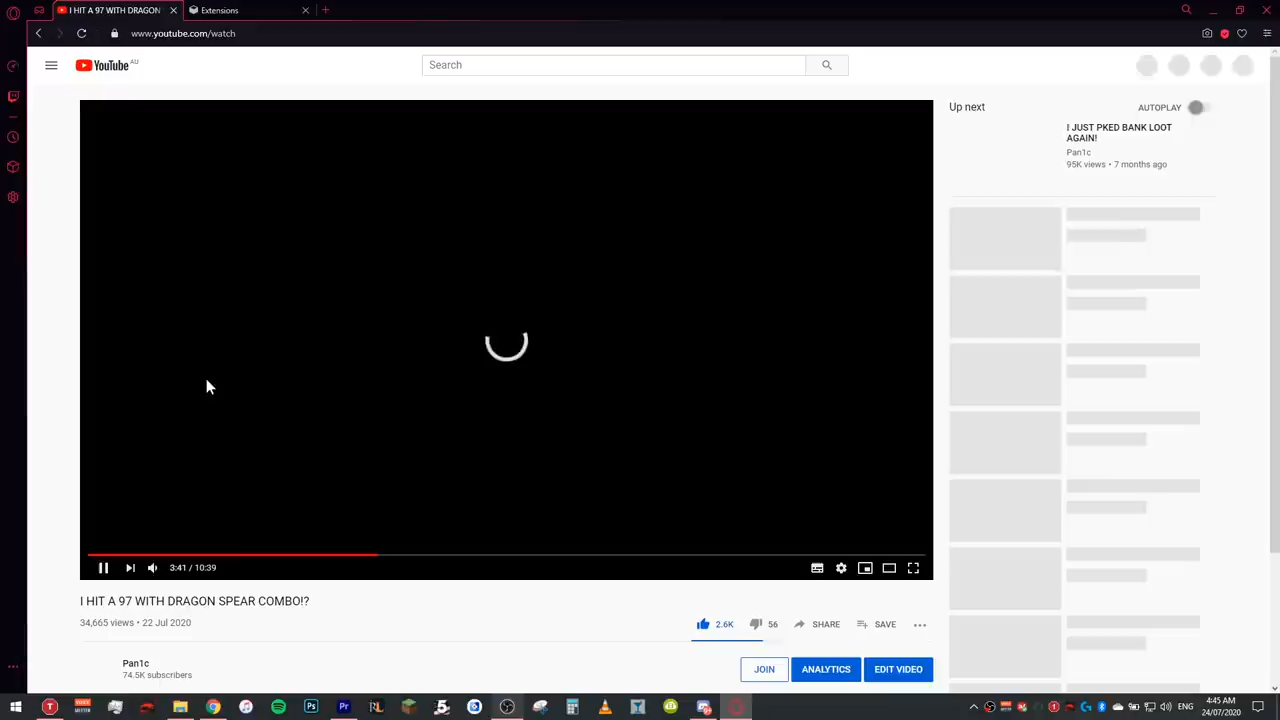 I HIT A 97 WITH DRAGON
Extensions
www.youtube.com/watch
YouTube AU
Search
Up next
AUTOPLAY
I JUST PKED BANK LOOT
AGAIN!
Pan1c
95K views • 7 months ago
3:41 / 10:39
I HIT A 97 WITH DRAGON SPEAR COMBO!?
34,665 views • 22 Jul 2020
2.6K
56
SHARE
SAVE
Pan1c
74.5K subscribers
JOIN
ANALYTICS
EDIT VIDEO
ENG
4:45 AM
24/07/2020